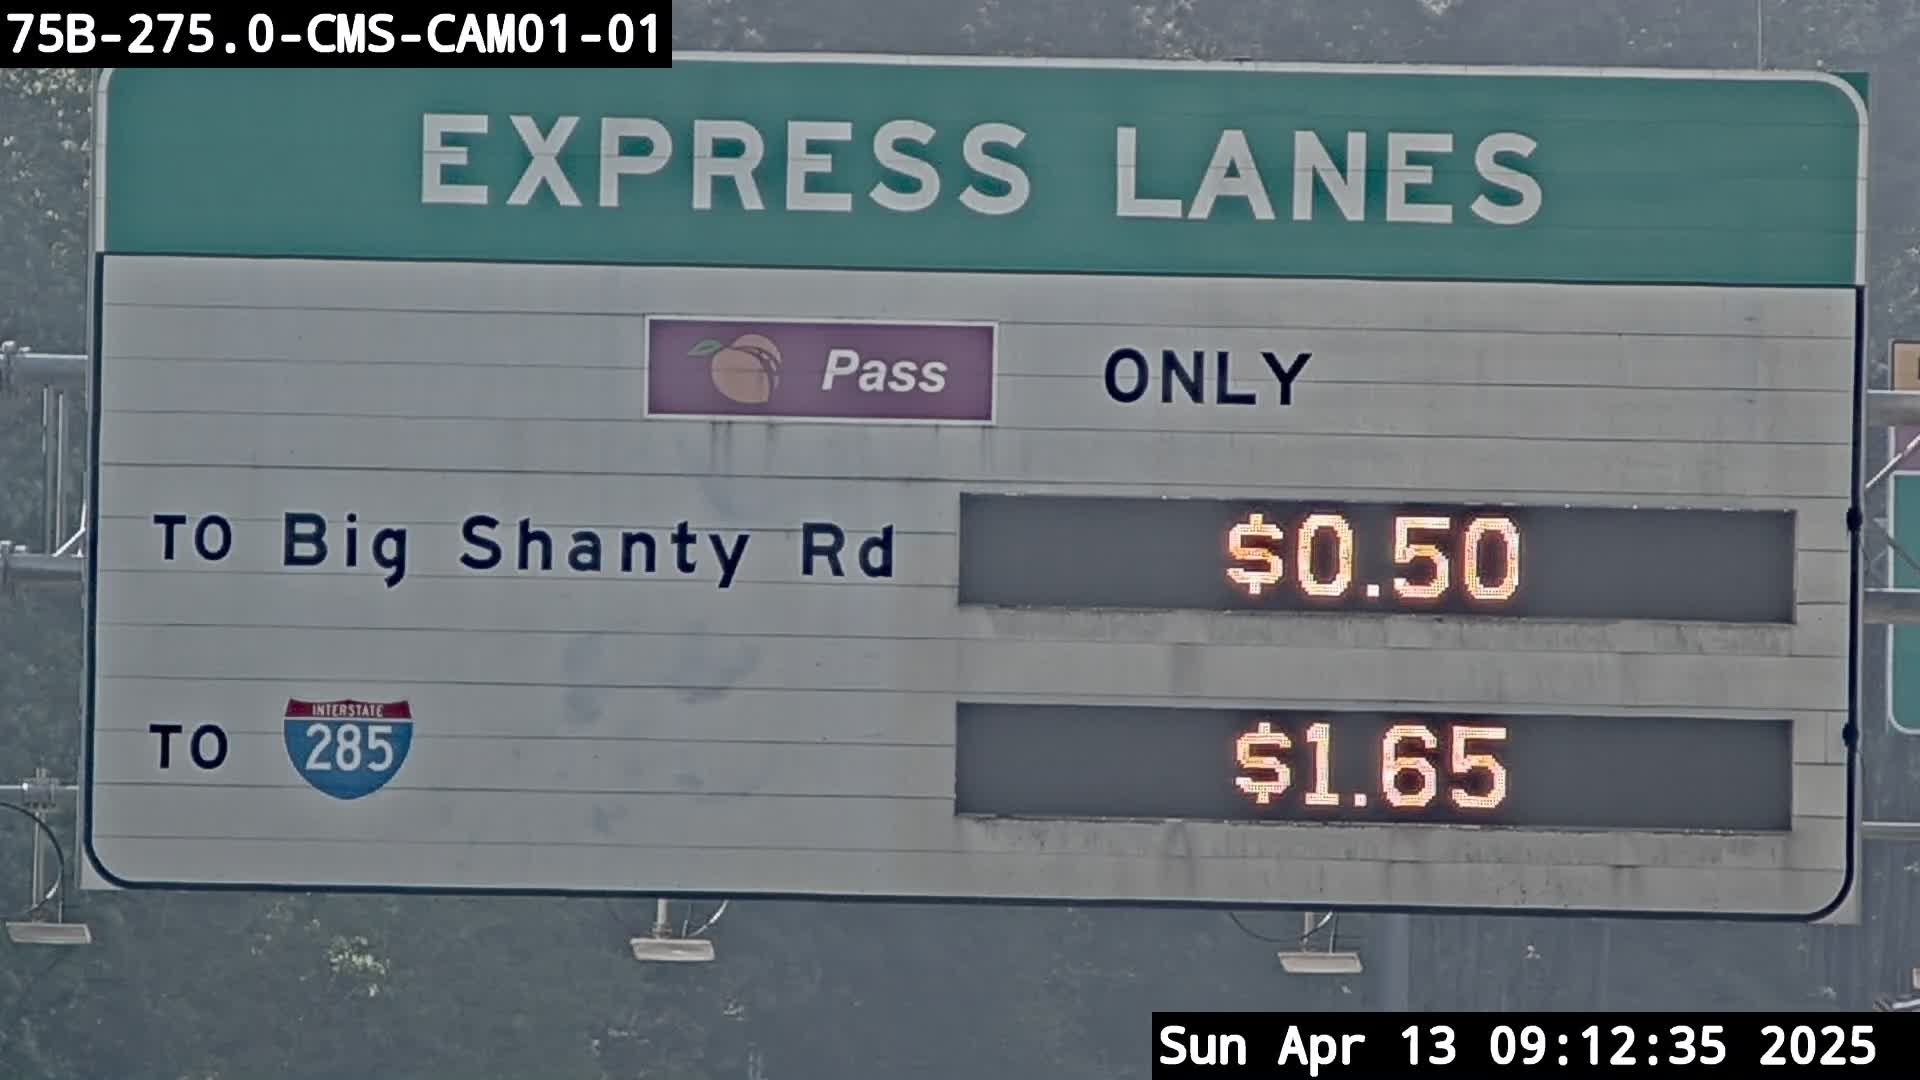 75B-275.0-CMS-CAM01-01
EXPRESS LANES
Pass ONLY
TO Big Shanty Rd $0.50
TO INTERSTATE 285 $1.65
Sun Apr 13 09:12:35 2025